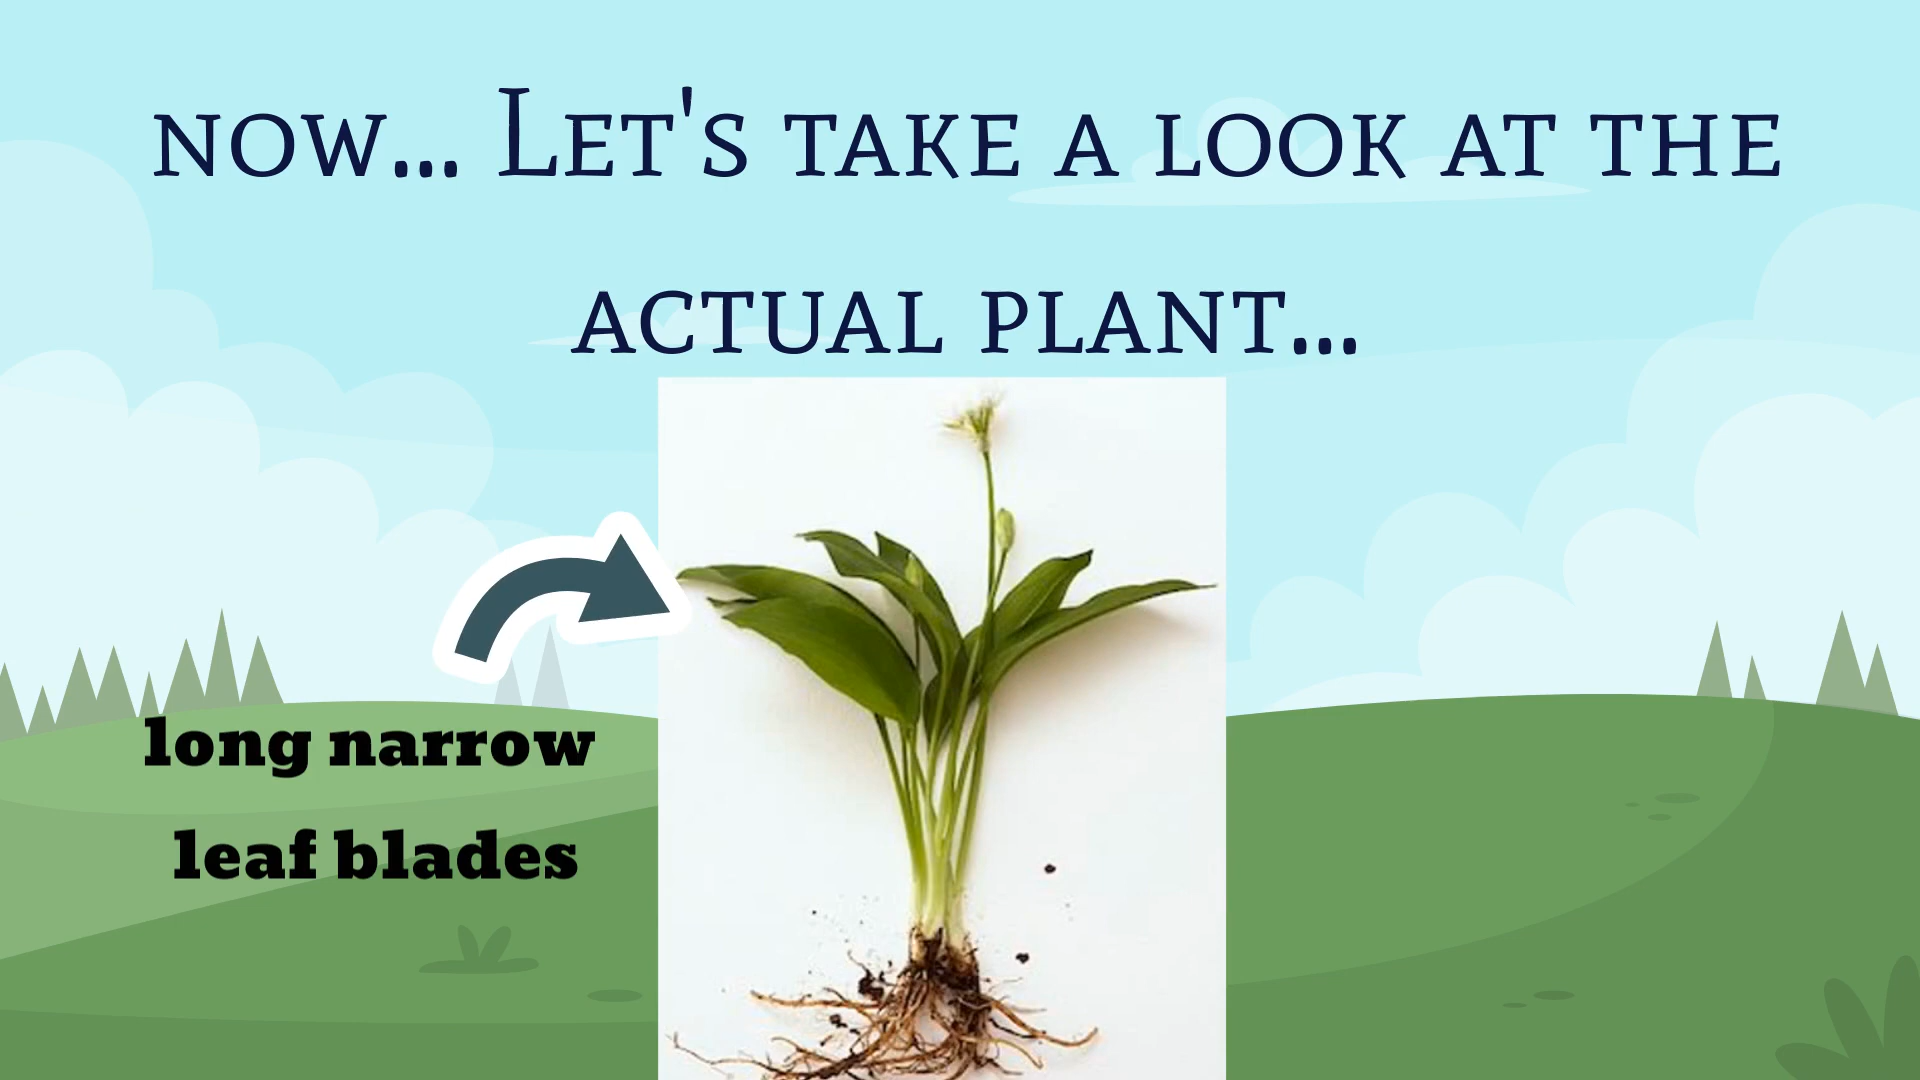 now... Let's take a look at the
actual plant...
long narrow
leaf blades